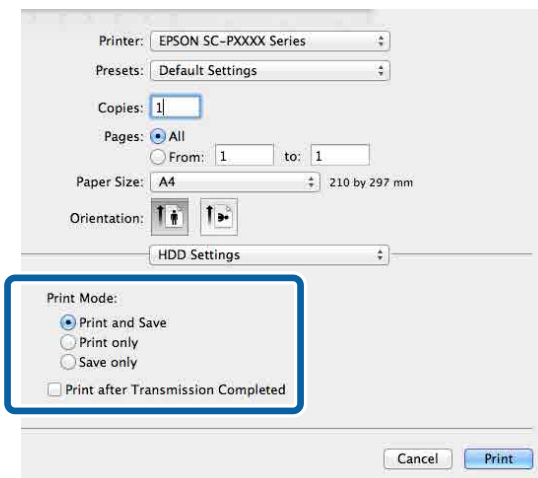 Printer: EPSON SC-PXXXX Series
Presets: Default Settings
Copies: 1
Pages: All
From: 1 to: 1
Paper Size: A4 210 by 297 mm
Orientation:
HDD Settings
Print Mode:
Print and Save
Print only
Save only
Print after Transmission Completed
Cancel Print